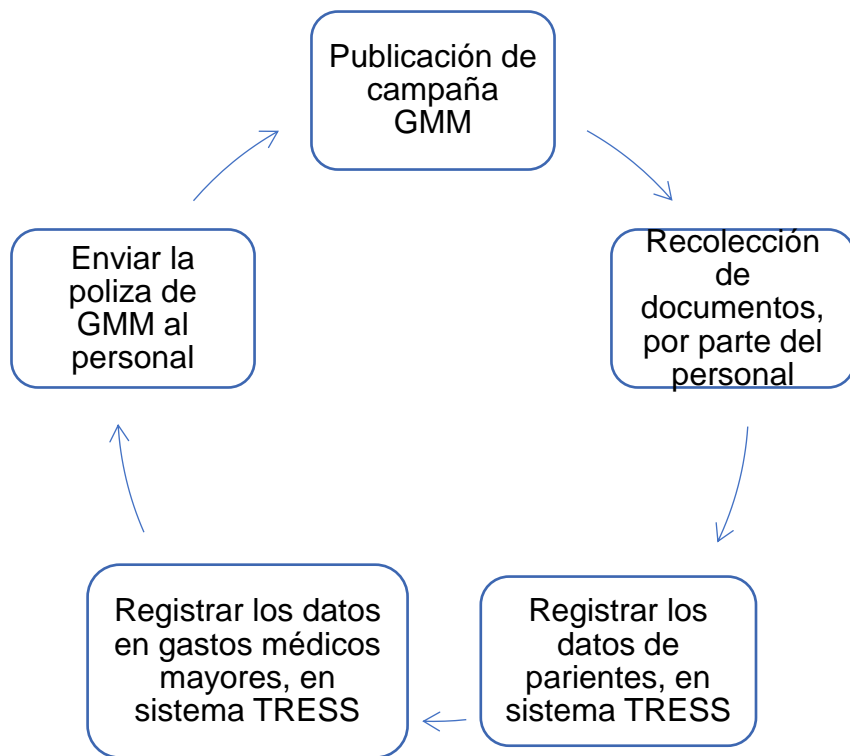 Publicación de
campaña
GMM
Recolección
de
documentos,
por parte del
personal
Registrar los
datos de
parientes, en
sistema TRESS
Registrar los datos
en gastos médicos
mayores, en
sistema TRESS
Enviar la
poliza de
GMM al
personal